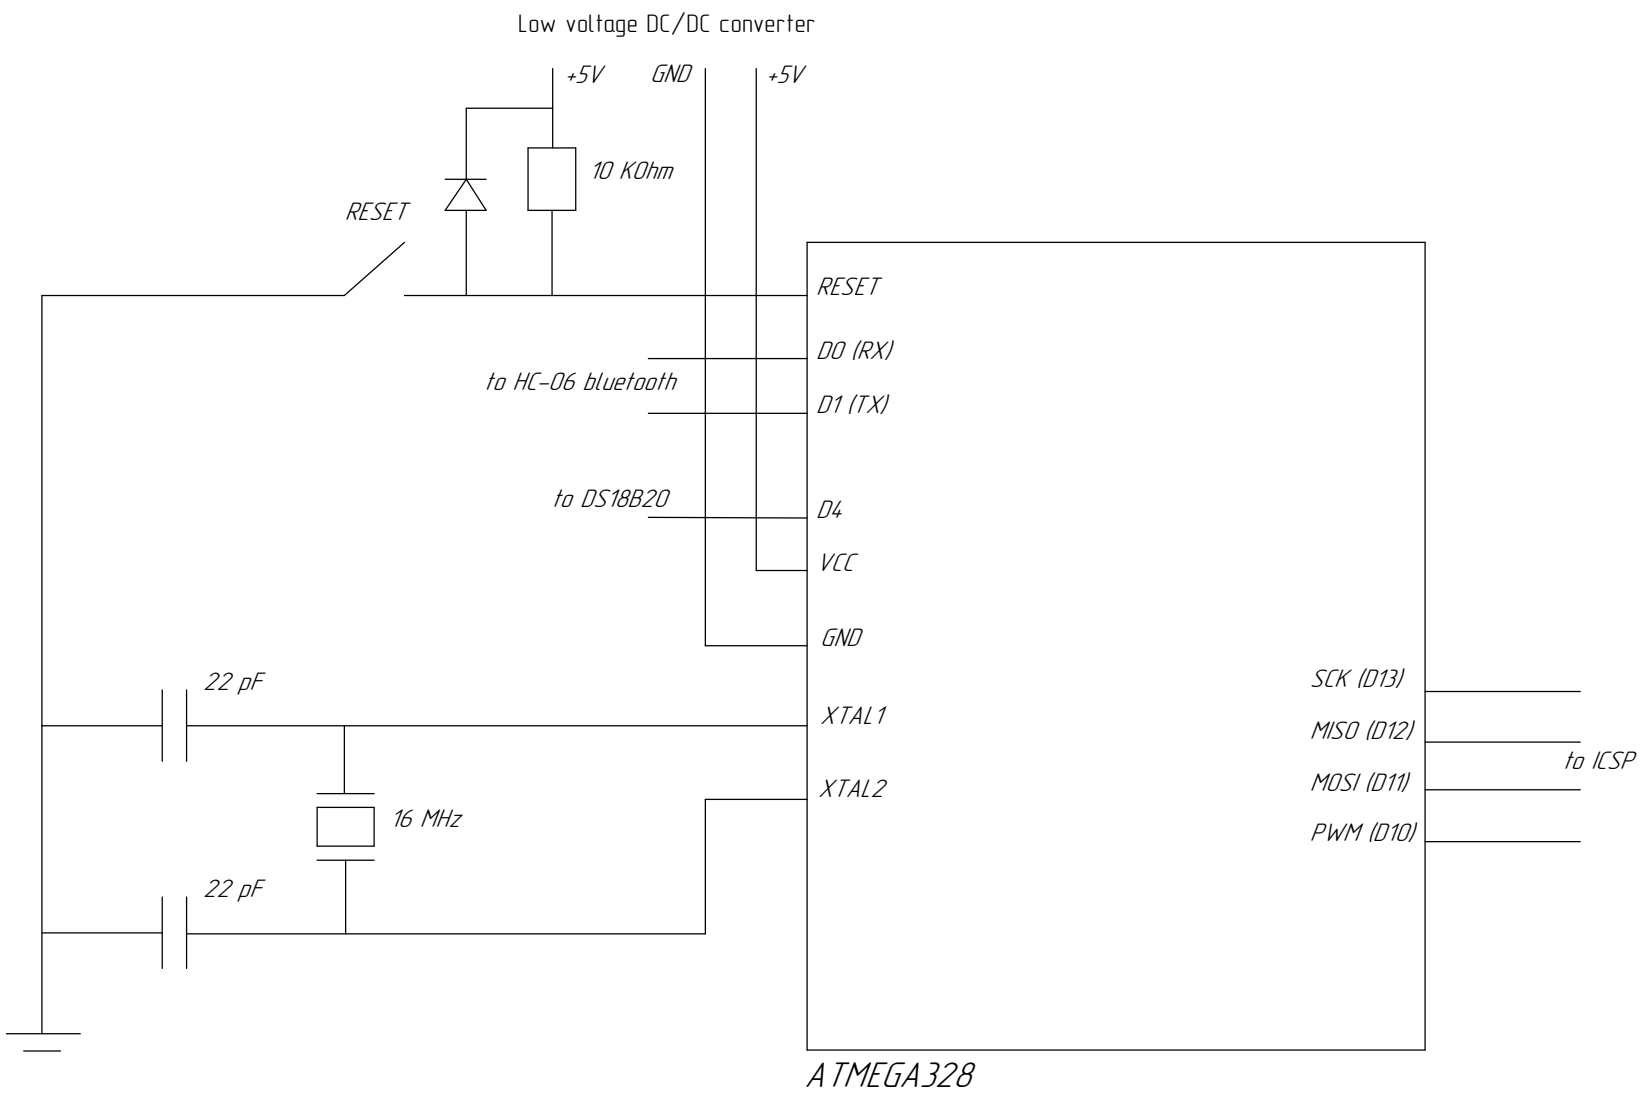 Low voltage DC/DC converter
+5V
GND
+5V
10 KOhm
RESET
RESET
D0 (RX)
to HC-06 bluetooth
D1 (TX)
to DS18B20
D4
VCC
GND
22 pF
SCK (D13)
XTAL1
MISO (D12)
to ICSP
XTAL2
MOSI (D11)
16 MHz
PWM (D10)
22 pF
ATMEGA328